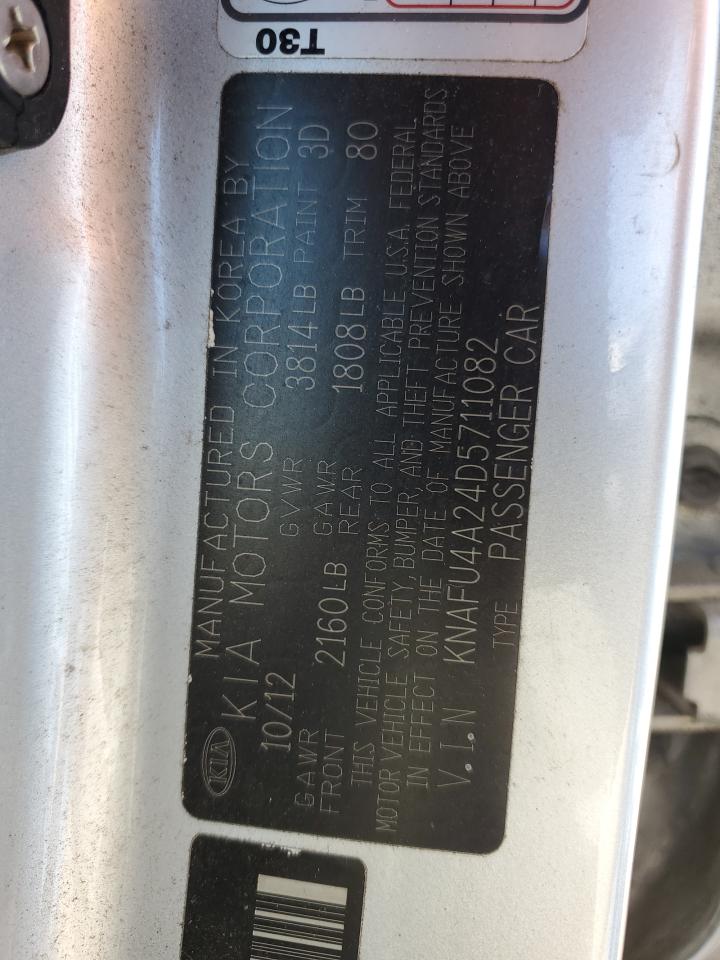 T30
MANUFACTURED IN KOREA BY
KIA KIA MOTORS CORPORATION
10/12 GVWR 3814LB PAINT 3D
GAWR FRONT 2160LB GAWR REAR 1808LB TRIM 80
THIS VEHICLE CONFORMS TO ALL APPLICABLE U.S.A. FEDERAL
MOTOR VEHICLE SAFETY, BUMPER, AND THEFT PREVENTION STANDARDS
IN EFFECT ON THE DATE OF MANUFACTURE SHOWN ABOVE
V.I.N KNAFU4A24D5711082
TYPE PASSENGER CAR